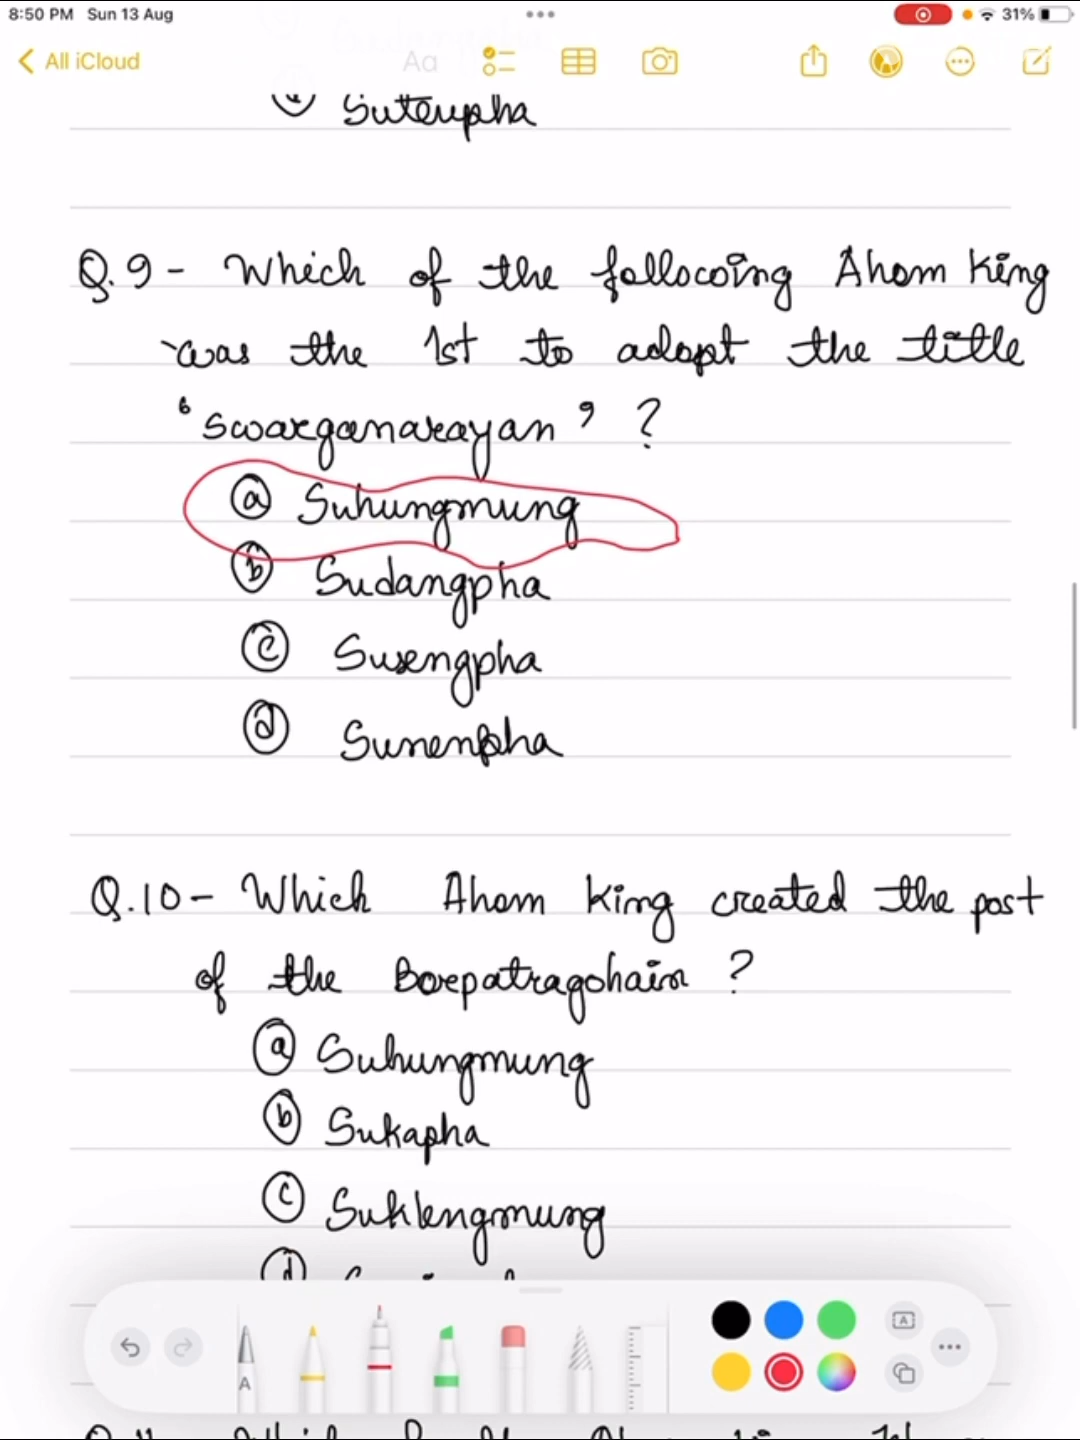 8:50 PM Sun 13 Aug
31%
All iCloud
Aa
Suteupha
Q.9 - Which of the following Ahom King
was the 1st to adopt the title
'Swarganarayan' ?
(a) Suhungmung
(b) Sudangpha
(c) Susengpha
(d) Sunenpha
Q.10 - Which Ahom King created the post
of the Borpatragohain ?
(a) Suhungmung
(b) Sukapha
(c) Suklengmung
(d)
A
A